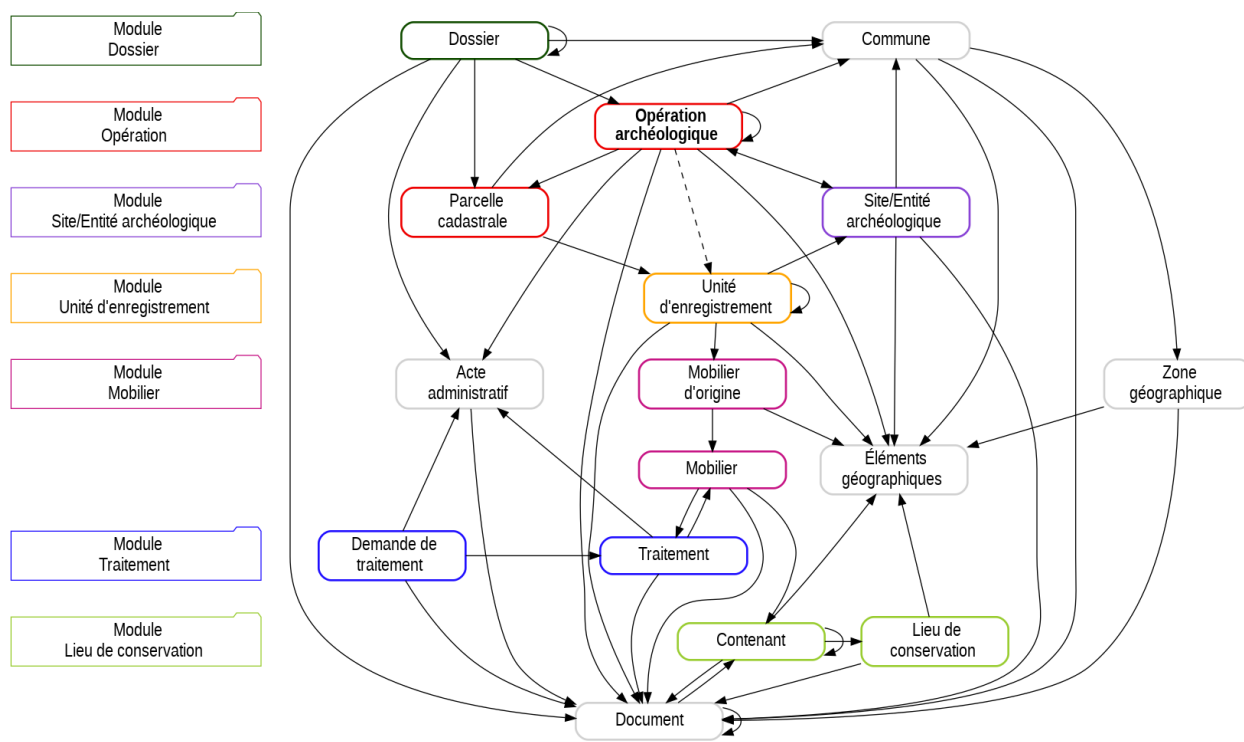 Module
Dossier
Dossier
Commune
Module
Opération
Opération
archéologique
Module
Site/Entité archéologique
Parcelle
cadastrale
Site/Entité
archéologique
Module
Unité d'enregistrement
Unité
d'enregistrement
Module
Mobilier
Acte
administratif
Mobilier
d'origine
Zone
géographique
Mobilier
Éléments
géographiques
Module
Traitement
Demande de
traitement
Traitement
Module
Lieu de conservation
Contenant
Lieu de
conservation
Document